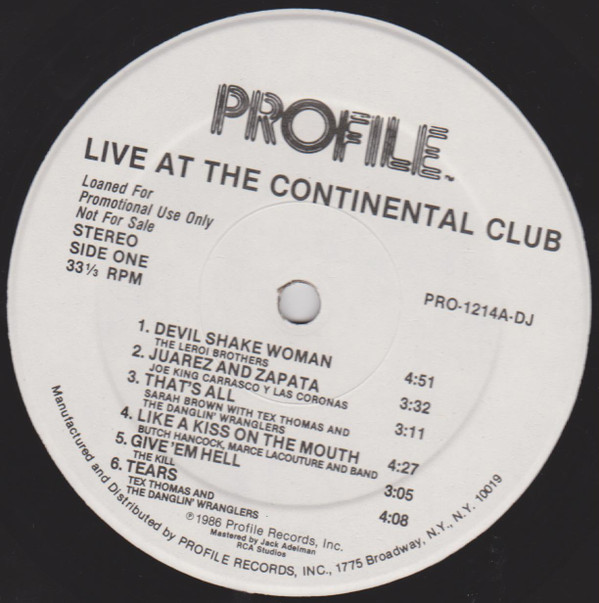 PROFILE™
LIVE AT THE CONTINENTAL CLUB
Loaned For
Promotional Use Only
Not For Sale
STEREO
SIDE ONE
33 1/3 RPM
PRO-1214A-DJ
1. DEVIL SHAKE WOMAN 4:51
THE LEROI BROTHERS
2. JUAREZ AND ZAPATA 3:32
JOE KING CARRASCO Y LAS CORONAS
3. THAT'S ALL 3:11
SARAH BROWN WITH TEX THOMAS AND
THE DANGLIN' WRANGLERS
4. LIKE A KISS ON THE MOUTH 4:27
BUTCH HANCOCK, MARCE LACOUTURE AND BAND
5. GIVE 'EM HELL 3:05
THE KILL
6. TEARS 4:08
TEX THOMAS AND
THE DANGLIN' WRANGLERS
℗ 1986 Profile Records, Inc.
Mastered by Jack Adelman
RCA Studios
Manufactured and Distributed by PROFILE RECORDS, INC., 1775 Broadway, N.Y., N.Y. 10019